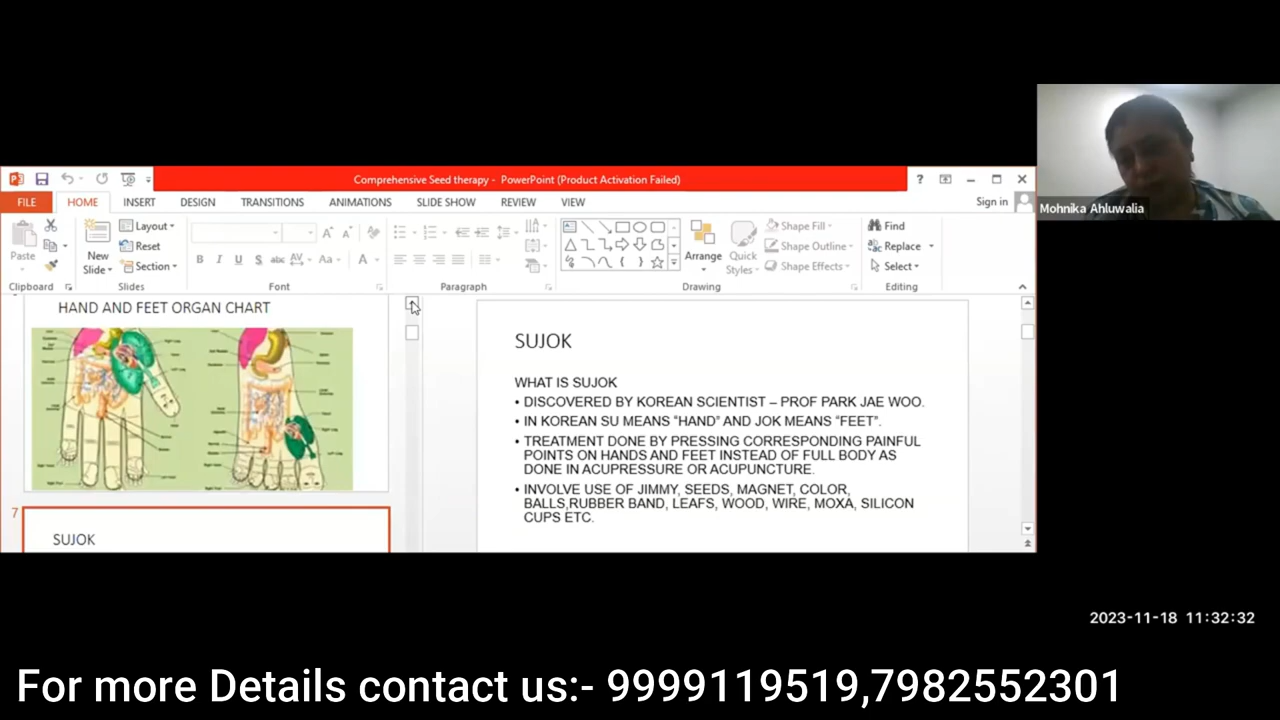 Comprehensive Seed therapy - PowerPoint (Product Activation Failed)
FILE HOME INSERT DESIGN TRANSITIONS ANIMATIONS SLIDE SHOW REVIEW VIEW Sign in
Paste
New Slide
Layout
Reset
Section
Arrange
Quick Styles
Shape Fill
Shape Outline
Shape Effects
Find
Replace
Select
Clipboard Slides Font Paragraph Drawing Editing
HAND AND FEET ORGAN CHART
7
SUJOK
SUJOK
WHAT IS SUJOK
• DISCOVERED BY KOREAN SCIENTIST – PROF PARK JAE WOO.
• IN KOREAN SU MEANS “HAND” AND JOK MEANS “FEET”.
• TREATMENT DONE BY PRESSING CORRESPONDING PAINFUL
POINTS ON HANDS AND FEET INSTEAD OF FULL BODY AS
DONE IN ACUPRESSURE OR ACUPUNCTURE.
• INVOLVE USE OF JIMMY, SEEDS, MAGNET, COLOR,
BALLS,RUBBER BAND, LEAFS, WOOD, WIRE, MOXA, SILICON
CUPS ETC.
Mohnika Ahluwalia
2023-11-18 11:32:32
For more Details contact us:- 9999119519,7982552301